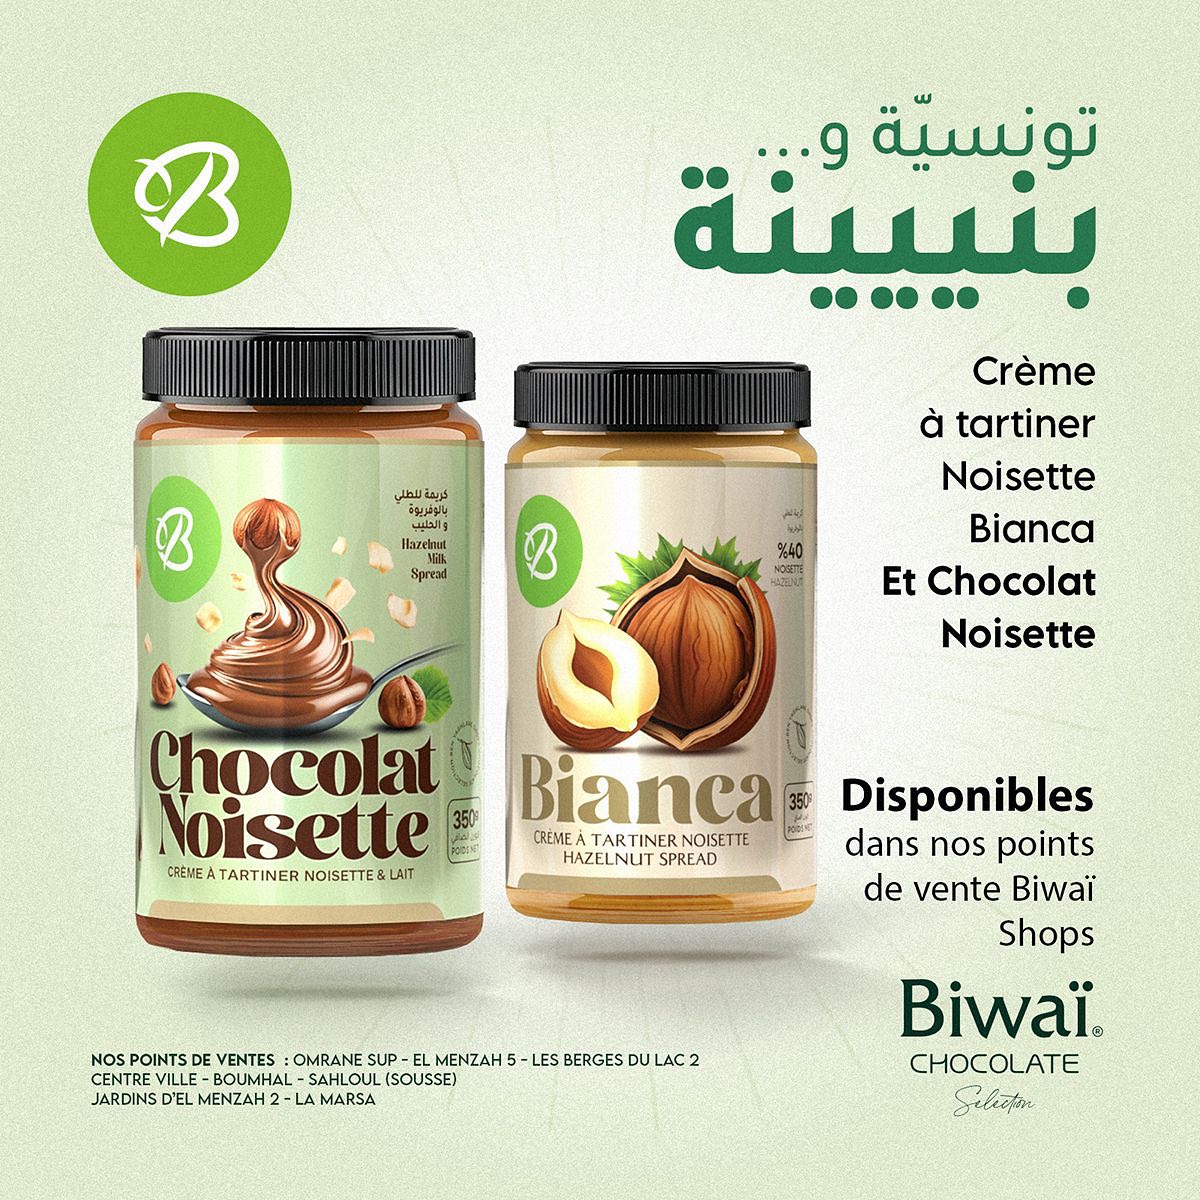 تونسيّة و...
بنييينة
Crème
à tartiner
Noisette
Bianca
Et Chocolat
Noisette
كريمة للطلي
بالوفريوة
و الحليب
Hazelnut
Milk
Spread
Chocolat
Noisette
350g
POIDS NET
CRÈME À TARTINER NOISETTE & LAIT
%40
NOISETTE
HAZELNUT
Bianca
350g
POIDS NET
CRÈME À TARTINER NOISETTE
HAZELNUT SPREAD
Disponibles
dans nos points
de vente Biwaï
Shops
Biwaï®
CHOCOLATE
Selection
NOS POINTS DE VENTES : OMRANE SUP - EL MENZAH 5 - LES BERGES DU LAC 2
CENTRE VILLE - BOUMHAL - SAHLOUL (SOUSSE)
JARDINS D'EL MENZAH 2 - LA MARSA